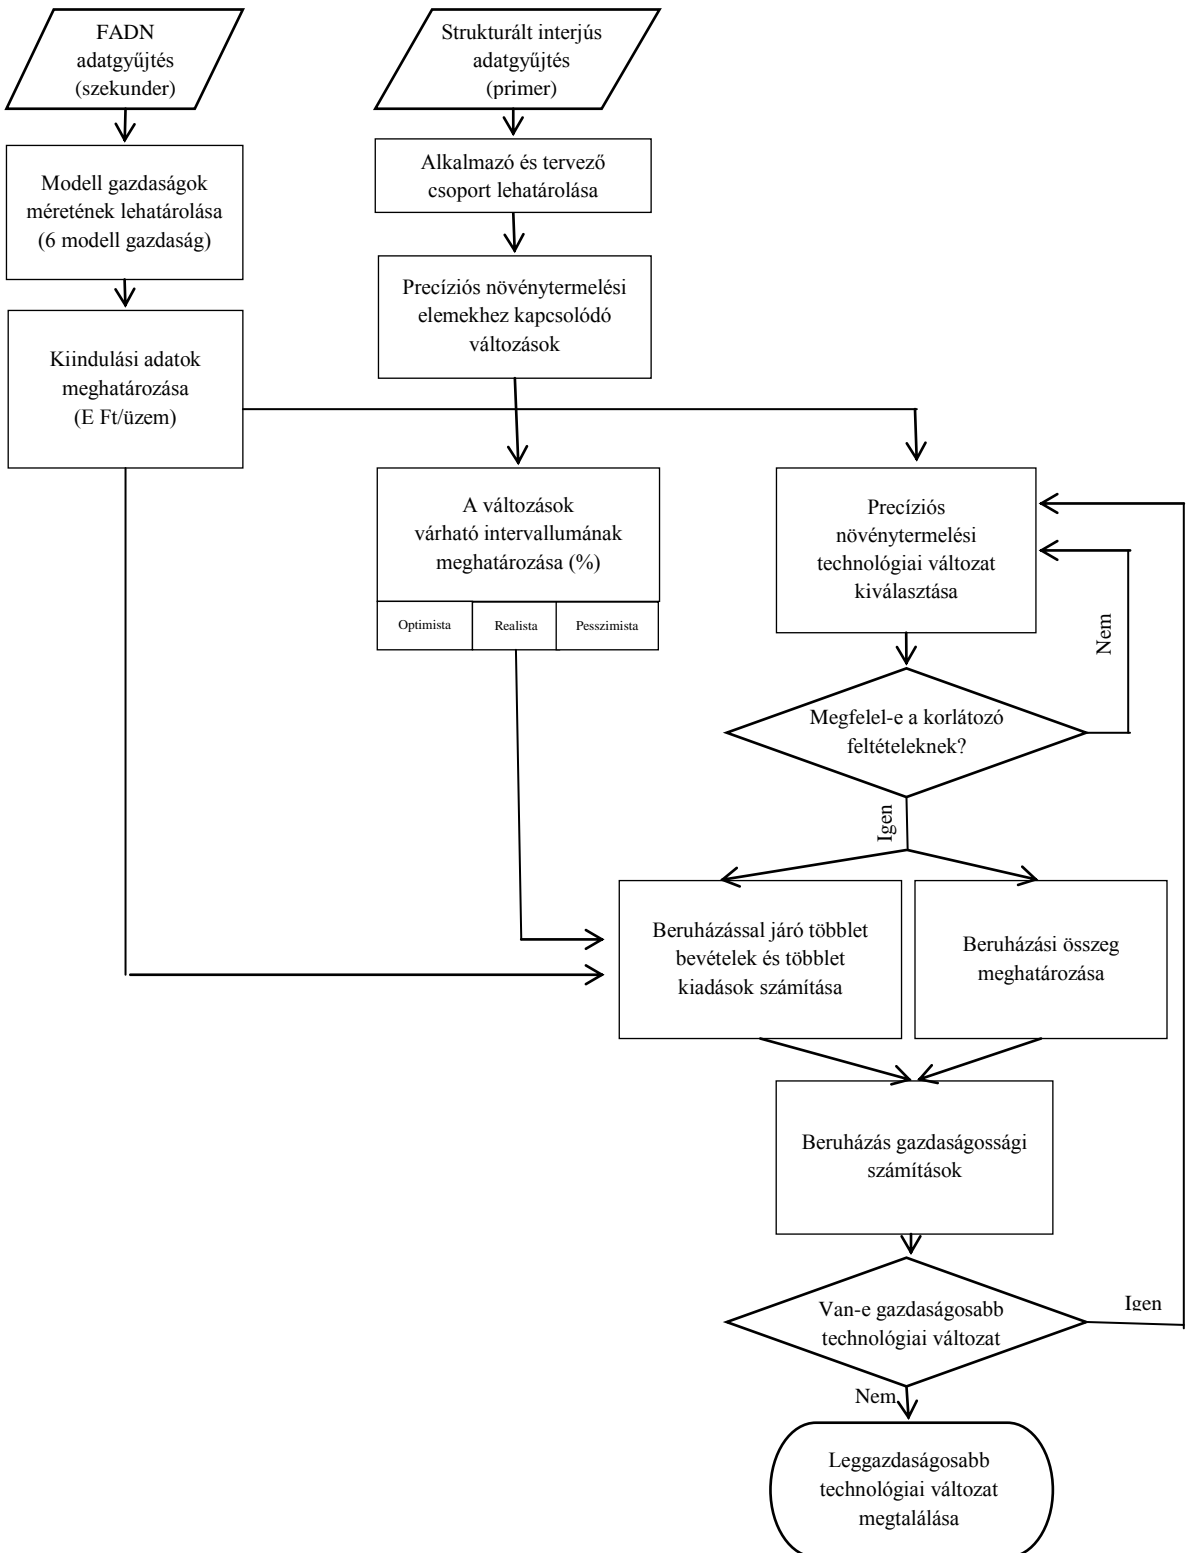 FADN
adatgyűjtés
(szekunder)
Strukturált interjús
adatgyűjtés
(primer)
Modell gazdaságok
méretének lehatárolása
(6 modell gazdaság)
Alkalmazó és tervező
csoport lehatárolása
Kiindulási adatok
meghatározása
(E Ft/üzem)
Precíziós növénytermelési
elemekhez kapcsolódó
változások
A változások
várható intervallumának
meghatározása (%)
Optimista
Realista
Pesszimista
Precíziós
növénytermelési
technológiai változat
kiválasztása
Nem
Megfelel-e a korlátozó
feltételeknek?
Igen
Beruházással járó többlet
bevételek és többlet
kiadások számítása
Beruházási összeg
meghatározása
Beruházás gazdaságossági
számítások
Van-e gazdaságosabb
technológiai változat
Igen
Nem
Leggazdaságosabb
technológiai változat
megtalálása